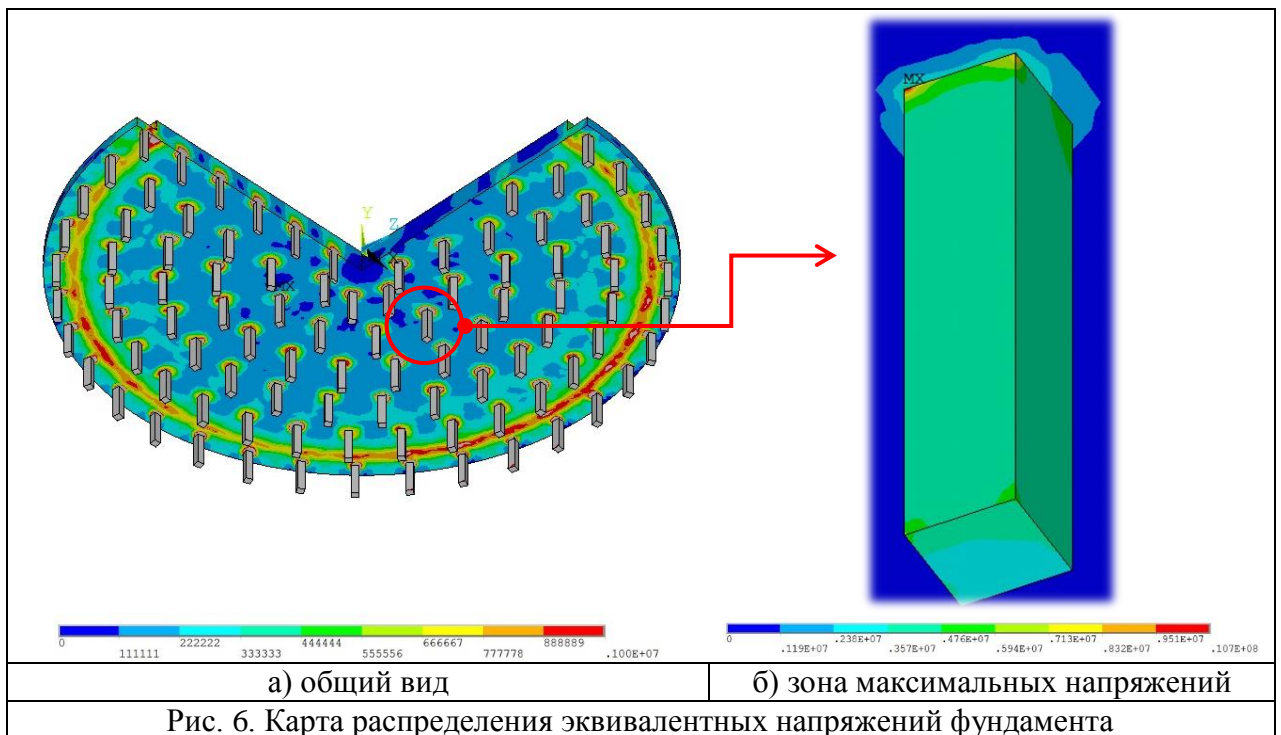 MX
Y
Z
X
MX
0 222222 444444 666667 888889
111111 333333 555556 777778 .100E+07
0 .238E+07 .476E+07 .713E+07 .951E+07
.119E+07 .357E+07 .594E+07 .832E+07 .107E+08
а) общий вид
б) зона максимальных напряжений
Рис. 6. Карта распределения эквивалентных напряжений фундамента